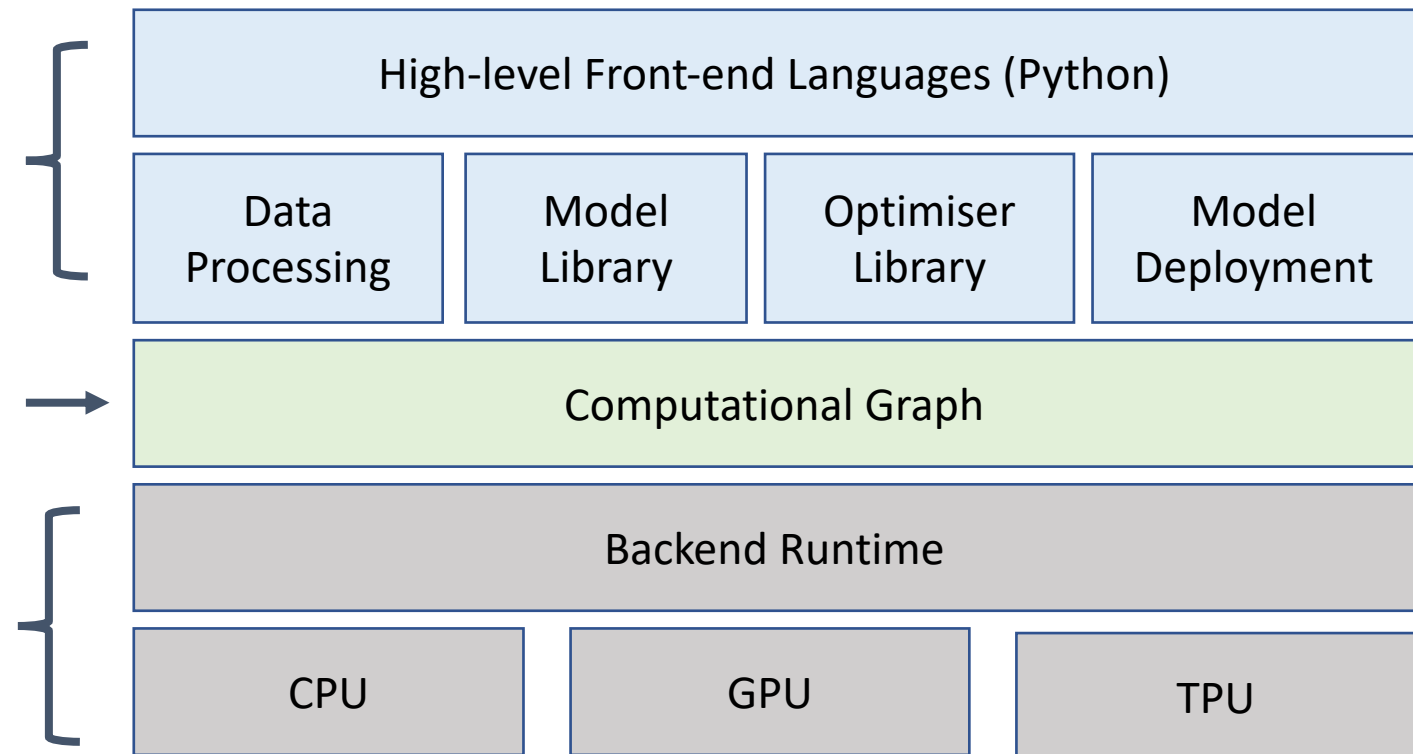 High-level Front-end Languages (Python)
Data
Processing
Model
Library
Optimiser
Library
Model
Deployment
Computational Graph
Backend Runtime
CPU
GPU
TPU